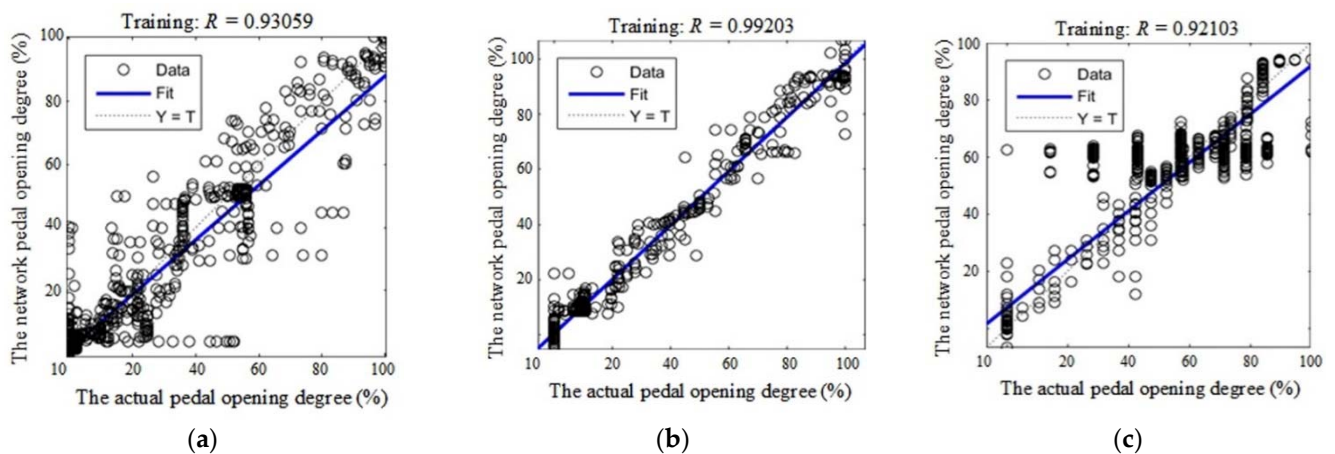 Training: R = 0.93059
The network pedal opening degree (%)
Data
Fit
Y = T
100
80
60
40
20
10
20
40
60
80
100
The actual pedal opening degree (%)
(a)
Training: R = 0.99203
The network pedal opening degree (%)
Data
Fit
Y = T
100
80
60
40
20
10
20
40
60
80
100
The actual pedal opening degree (%)
(b)
Training: R = 0.92103
The network pedal opening degree (%)
Data
Fit
Y = T
100
80
60
40
20
10
20
40
60
80
100
The actual pedal opening degree (%)
(c)